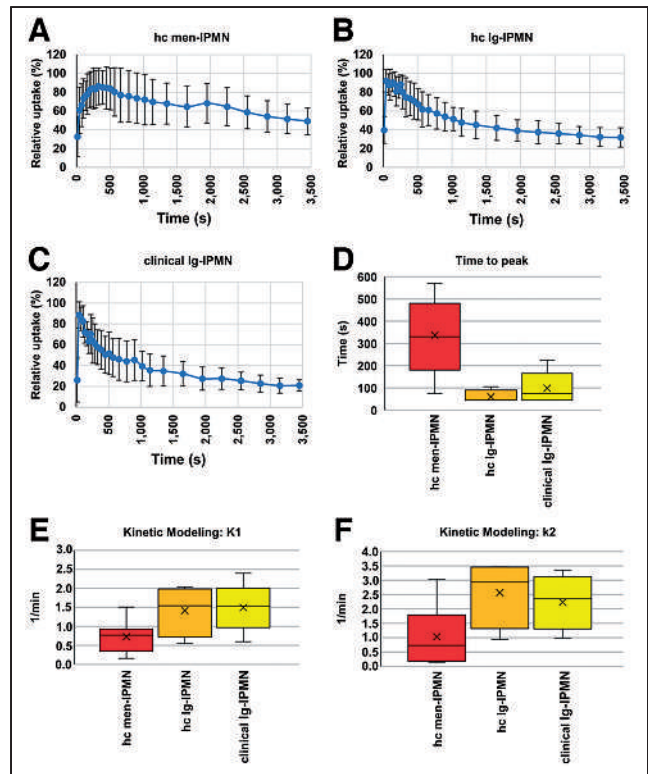 A
hc men-IPMN
Relative uptake (%)
120
100
80
60
40
20
0
0
500
1,000
1,500
2,000
2,500
3,000
3,500
Time (s)
B
hc lg-IPMN
Relative uptake (%)
120
100
80
60
40
20
0
0
500
1,000
1,500
2,000
2,500
3,000
3,500
Time (s)
C
clinical lg-IPMN
Relative uptake (%)
120
100
80
60
40
20
0
0
500
1,000
1,500
2,000
2,500
3,000
3,500
Time (s)
D
Time to peak
Time (s)
600
500
400
300
200
100
0
hc men-IPMN
hc lg-IPMN
clinical lg-IPMN
E
Kinetic Modeling: K1
1/min
3.0
2.5
2.0
1.5
1.0
0.5
0.0
hc men-IPMN
hc lg-IPMN
clinical lg-IPMN
F
Kinetic Modeling: k2
1/min
4.0
3.5
3.0
2.5
2.0
1.5
1.0
0.5
0.0
hc men-IPMN
hc lg-IPMN
clinical lg-IPMN